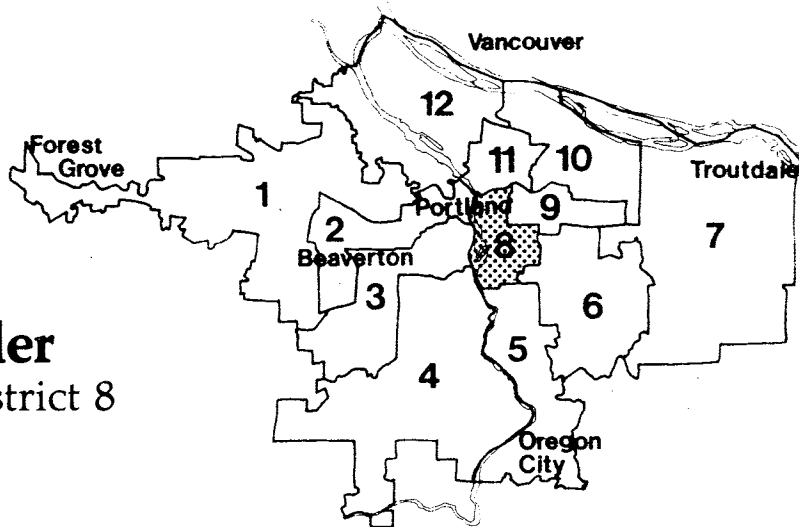 Vancouver
12
Forest
Grove
11
10
Troutdale
1
Portland
9
2
8
7
Beaverton
3
6
5
4
strict 8
Oregon
City